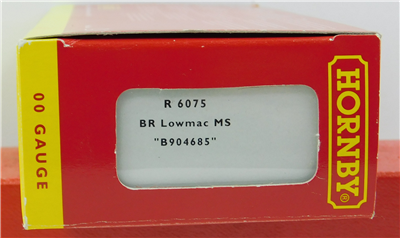 00 GAUGE
R 6075
BR Lowmac MS
"B904685"
HORNBY®